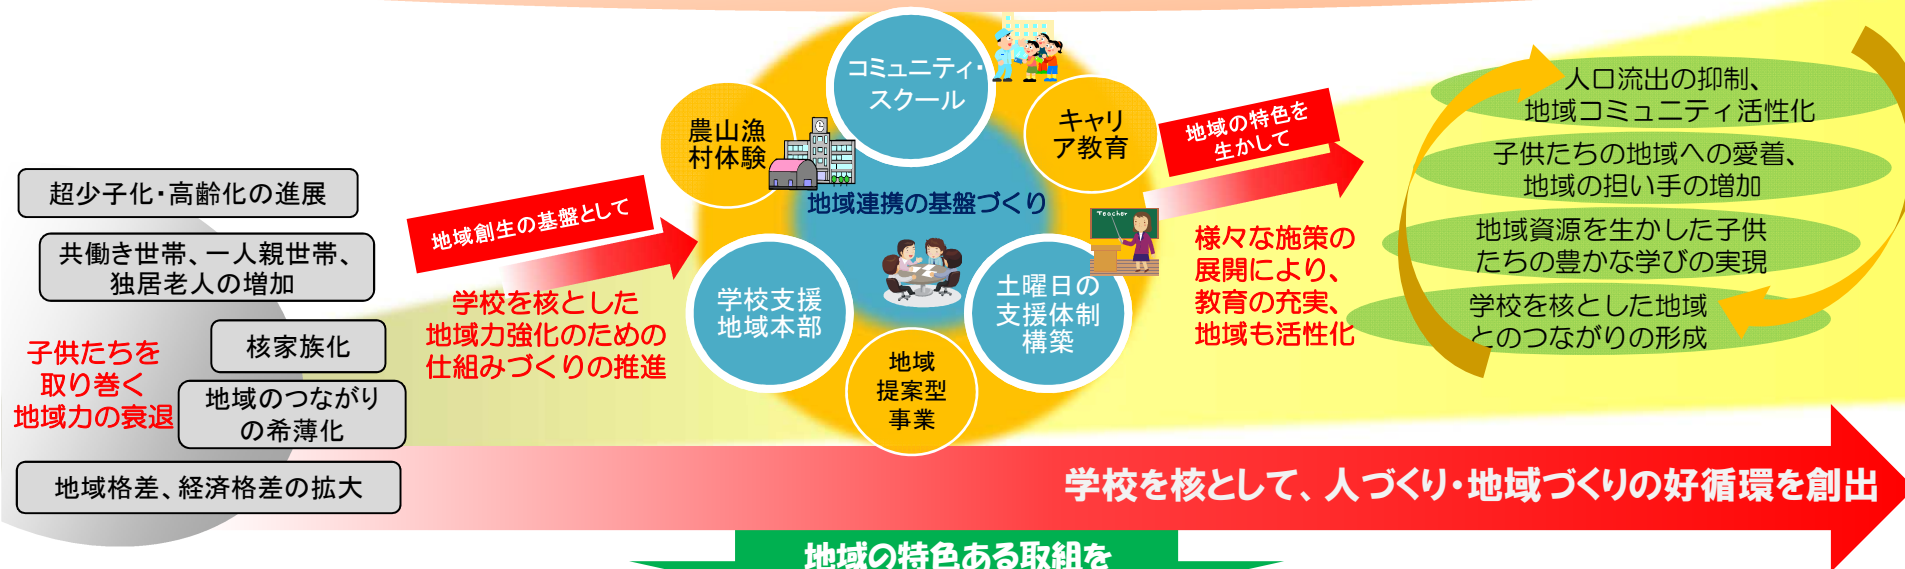 超少子化・高齢化の進展
共働き世帯、一人親世帯、
独居老人の増加
核家族化
子供たちを
取り巻く
地域力の衰退
地域のつながり
の希薄化
地域格差、経済格差の拡大
地域創生の基盤として
学校を核とした
地域力強化のための
仕組みづくりの推進
コミュニティ・
スクール
農山漁
村体験
キャリ
ア教育
地域連携の基盤づくり
Teacher
学校支援
地域本部
土曜日の
支援体制
構築
地域
提案型
事業
地域の特色を
生かして
様々な施策の
展開により、
教育の充実、
地域も活性化
人口流出の抑制、
地域コミュニティ活性化
子供たちの地域への愛着、
地域の担い手の増加
地域資源を生かした子供
たちの豊かな学びの実現
学校を核とした地域
とのつながりの形成
学校を核として、人づくり・地域づくりの好循環を創出
地域の特色ある取組を